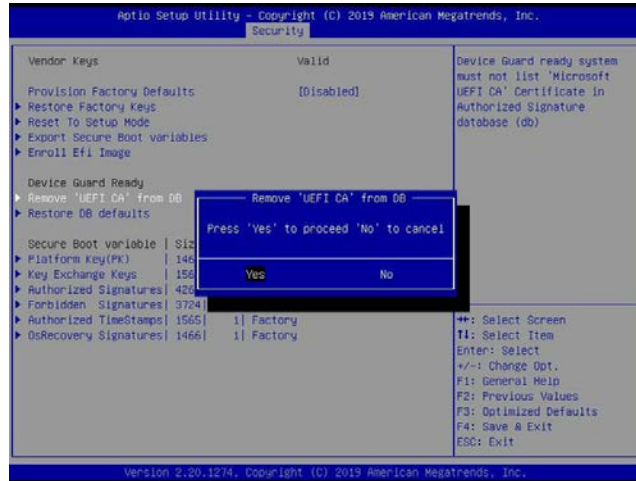 Aptio Setup Utility – Copyright (C) 2019 American Megatrends, Inc.
Security
Vendor Keys Valid
Provision Factory Defaults [Disabled]
Restore Factory Keys
Reset To Setup Mode
Export Secure Boot variables
Enroll Efi Image
Device Guard Ready
Remove 'UEFI CA' from DB
Restore DB defaults
Secure Boot variable | Siz
Platform Key(PK) | 146
Key Exchange Keys | 156
Authorized Signatures| 426
Forbidden Signatures| 3724|
Authorized TimeStamps| 1565| 1| Factory
OsRecovery Signatures| 1466| 1| Factory
Remove 'UEFI CA' from DB
Press 'Yes' to proceed 'No' to cancel
Yes No
Device Guard ready system
must not list 'Microsoft
UEFI CA' Certificate in
Authorized Signature
database (db)
++: Select Screen
↑↓: Select Item
Enter: Select
+/-: Change Opt.
F1: General Help
F2: Previous Values
F3: Optimized Defaults
F4: Save & Exit
ESC: Exit
Version 2.20.1274. Copyright (C) 2019 American Megatrends, Inc.